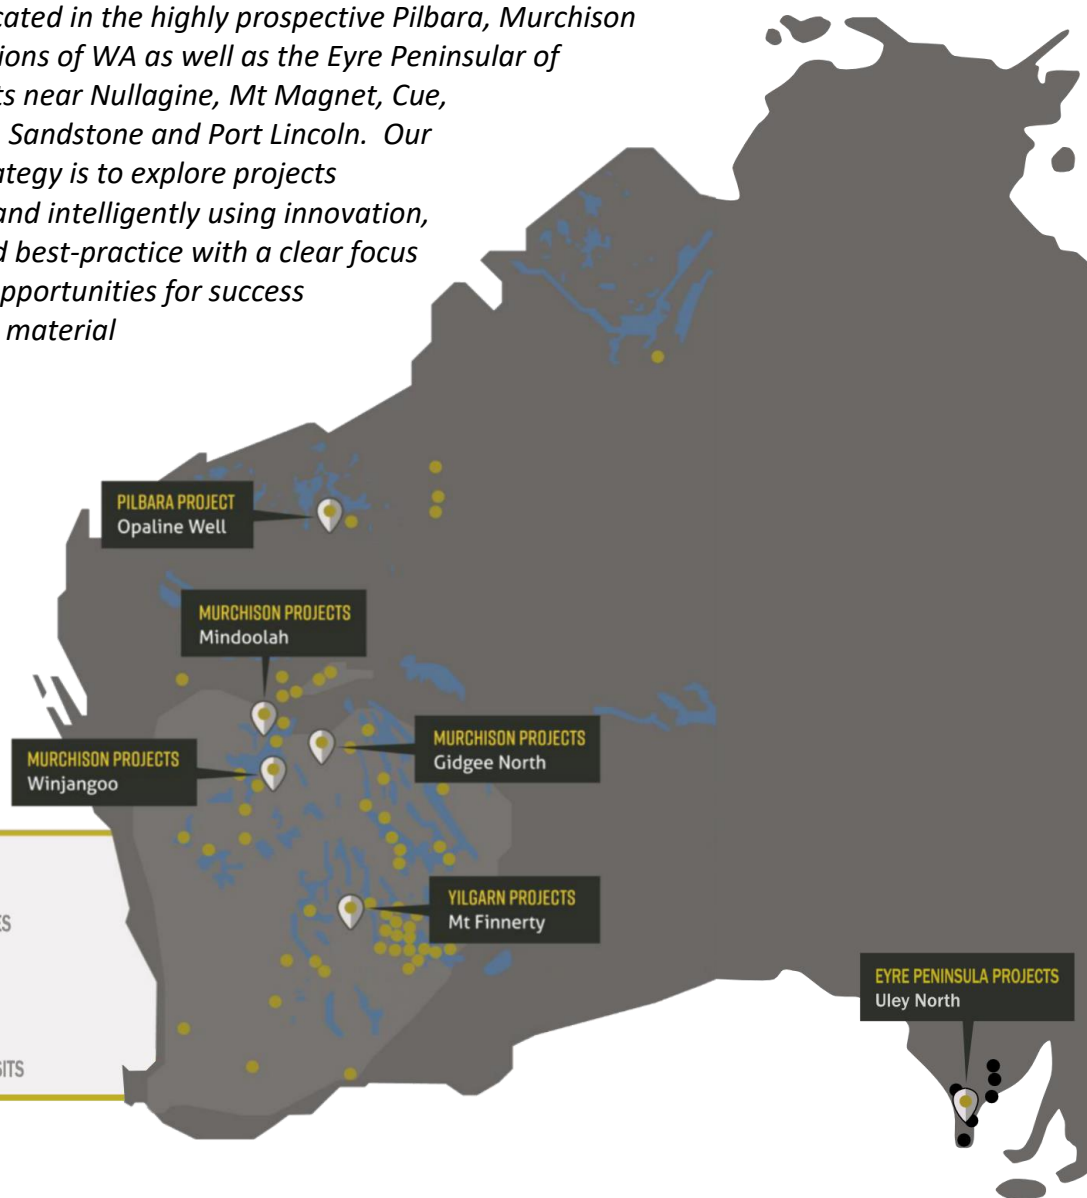 cated in the highly prospective Pilbara, Murchison
ions of WA as well as the Eyre Peninsular of
ts near Nullagine, Mt Magnet, Cue,
Sandstone and Port Lincoln. Our
ategy is to explore projects
and intelligently using innovation,
d best-practice with a clear focus
pportunities for success
material
PILBARA PROJECT
Opaline Well
MURCHISON PROJECTS
Mindoolah
MURCHISON PROJECTS
Gidgee North
MURCHISON PROJECTS
Winjangoo
YILGARN PROJECTS
Mt Finnerty
ES
EYRE PENINSULA PROJECTS
Uley North
SITS